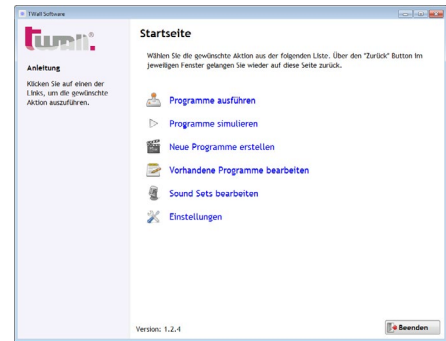 TWall Software
twall®
Startseite
Wählen Sie die gewünschte Aktion aus der folgenden Liste. Über den "Zurück" Button im
jeweiligen Fenster gelangen Sie wieder auf diese Seite zurück.
Anleitung
Klicken Sie auf einen der
Links, um die gewünschte
Aktion auszuführen.
Programme ausführen
Programme simulieren
Neue Programme erstellen
Vorhandene Programme bearbeiten
Sound Sets bearbeiten
Einstellungen
Version: 1.2.4
Beenden